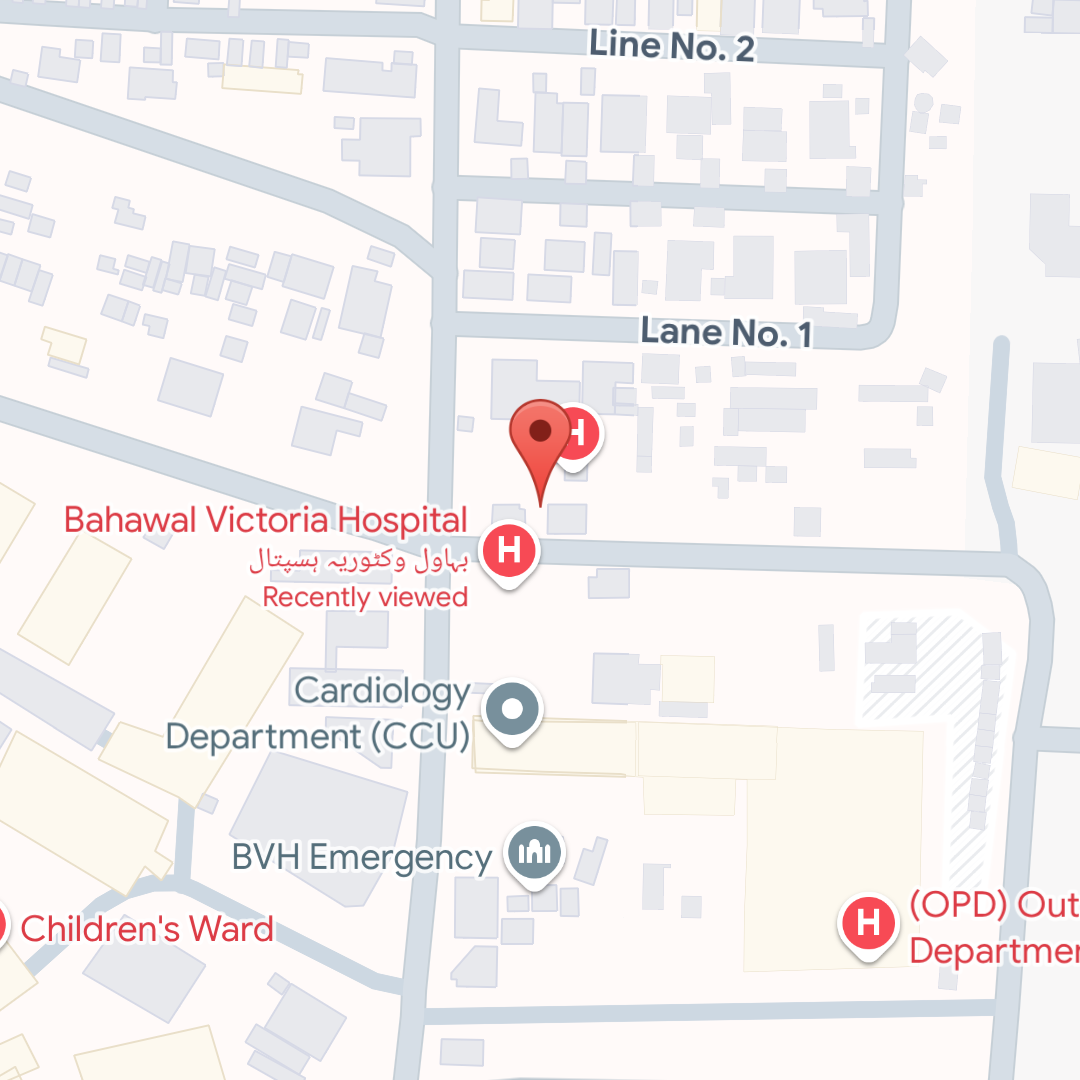 Line No. 2
Lane No. 1
H
Bahawal Victoria Hospital
بہاول وکٹوریہ ہسپتال
Recently viewed
H
Cardiology
Department (CCU)
BVH Emergency
Children's Ward
H
(OPD) Out
Departmen